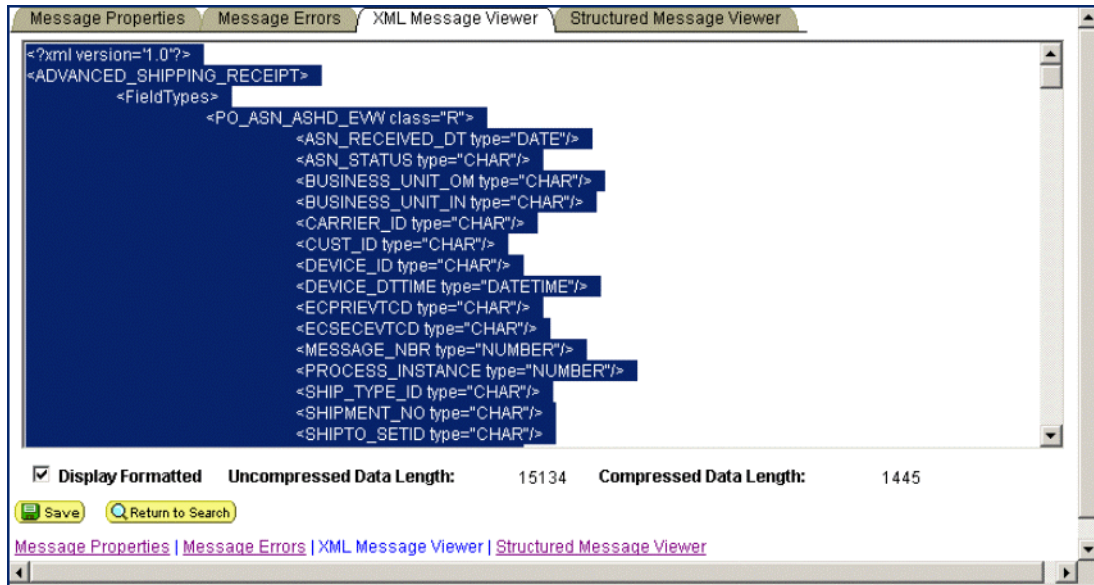 Message Properties Message Errors XML Message Viewer Structured Message Viewer
<?xml version='1.0'?>
<ADVANCED_SHIPPING_RECEIPT>
<FieldTypes>
<PO_ASN_ASHD_EVW class="R">
<ASN_RECEIVED_DT type="DATE"/>
<ASN_STATUS type="CHAR"/>
<BUSINESS_UNIT_OM type="CHAR"/>
<BUSINESS_UNIT_IN type="CHAR"/>
<CARRIER_ID type="CHAR"/>
<CUST_ID type="CHAR"/>
<DEVICE_ID type="CHAR"/>
<DEVICE_DTTIME type="DATETIME"/>
<ECPRIEVTCD type="CHAR"/>
<ECSECEVTCD type="CHAR"/>
<MESSAGE_NBR type="NUMBER"/>
<PROCESS_INSTANCE type="NUMBER"/>
<SHIP_TYPE_ID type="CHAR"/>
<SHIPMENT_NO type="CHAR"/>
<SHIPTO_SETID type="CHAR"/>
Display Formatted Uncompressed Data Length: 15134 Compressed Data Length: 1445
Save Return to Search
Message Properties | Message Errors | XML Message Viewer | Structured Message Viewer